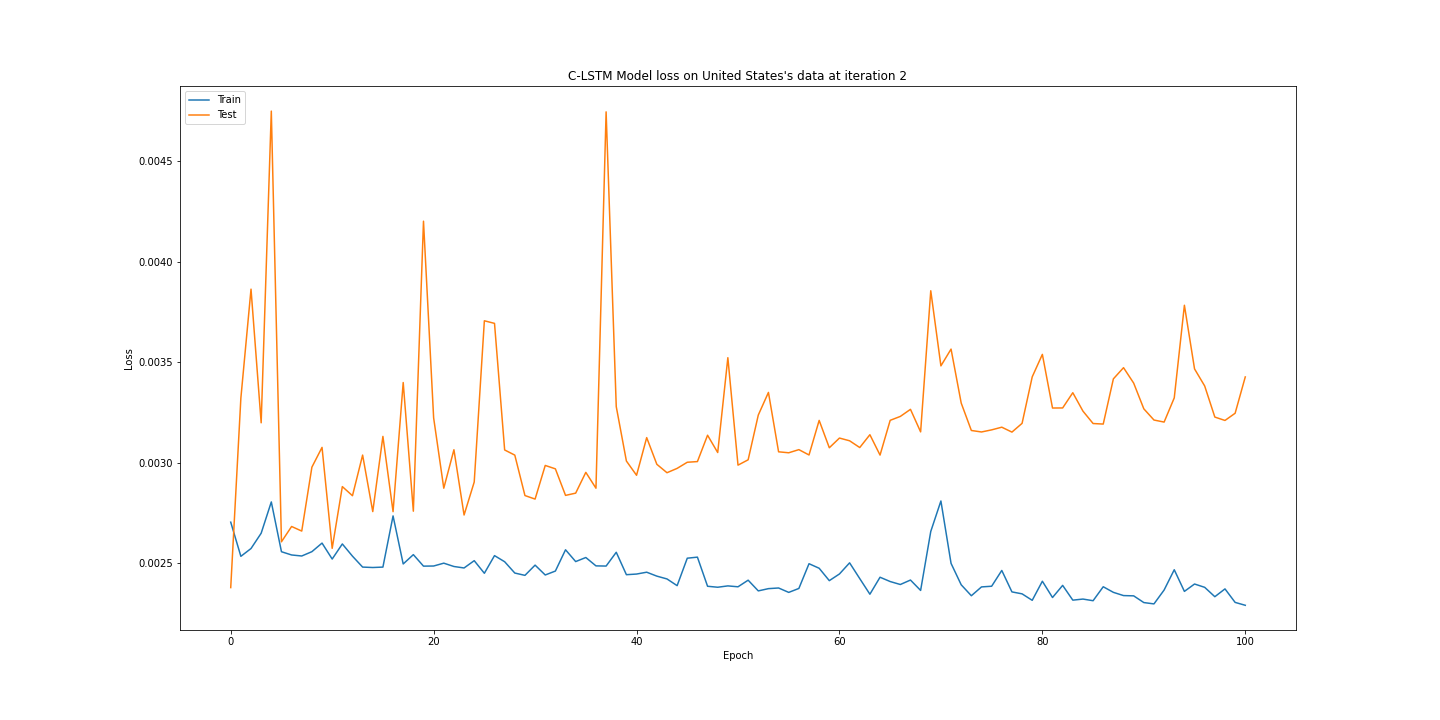 C-LSTM Model loss on United States's data at iteration 2
Train
Test
0.0045
0.0040
0.0035
0.0030
0.0025
Loss
0 20 40 60 80 100
Epoch